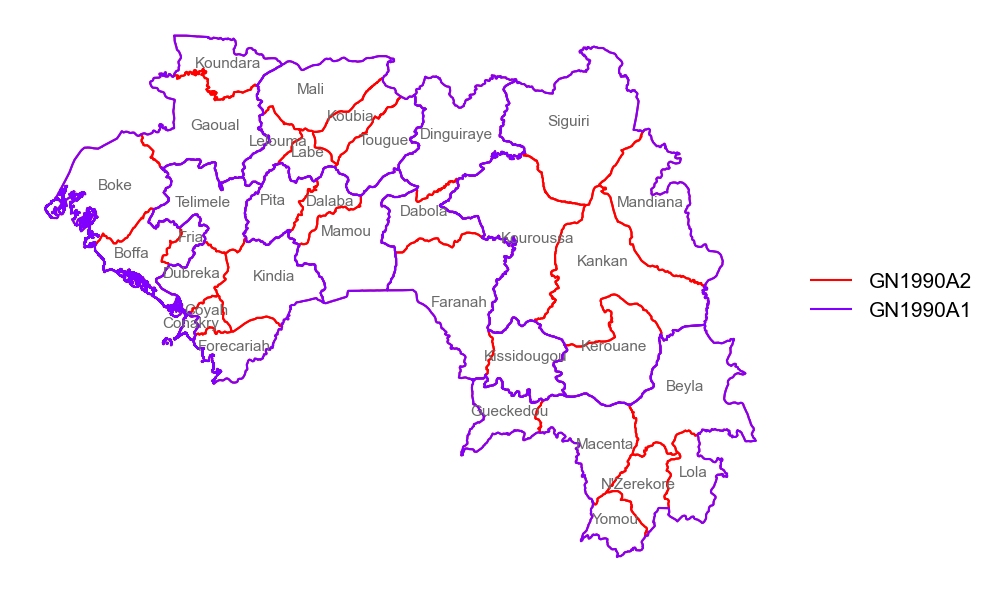 Koundara
Mali
Koubia
Gaoual
Siguiri
Dinguiraye
Lelouma
Tougue
Labe
Boke
Pita
Dalaba
Telimele
Mandiana
Dabola
Mamou
Fria
Kouroussa
Boffa
Kankan
Dubreka
Kindia
GN1990A2
Faranah
Coyah
GN1990A1
Conakry
Forecariah
Kerouane
Kissidougou
Beyla
Gueckedou
Macenta
Lola
N'Zerekore
Yomou